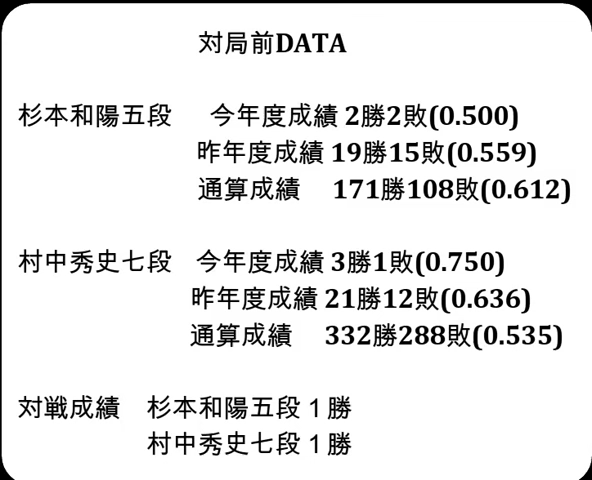 対局前DATA
杉本和陽五段 今年度成績 2勝2敗(0.500)
昨年度成績 19勝15敗(0.559)
通算成績 171勝108敗(0.612)
村中秀史七段 今年度成績 3勝1敗(0.750)
昨年度成績 21勝12敗(0.636)
通算成績 332勝288敗(0.535)
対戦成績 杉本和陽五段 1 勝
村中秀史七段 1 勝